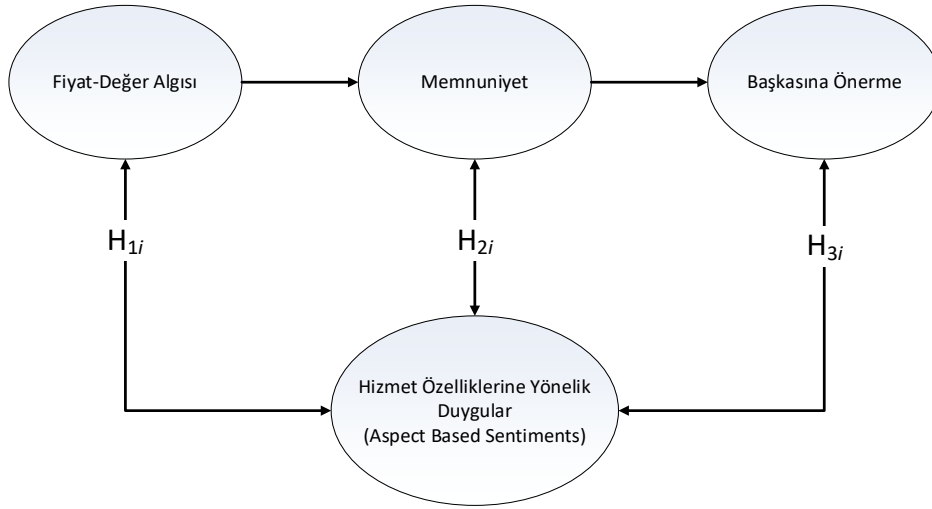 Fiyat-Değer Algısı
Memnuniyet
Başkasına Önerme
H1i
H2i
H3i
Hizmet Özelliklerine Yönelik
Duygular
(Aspect Based Sentiments)